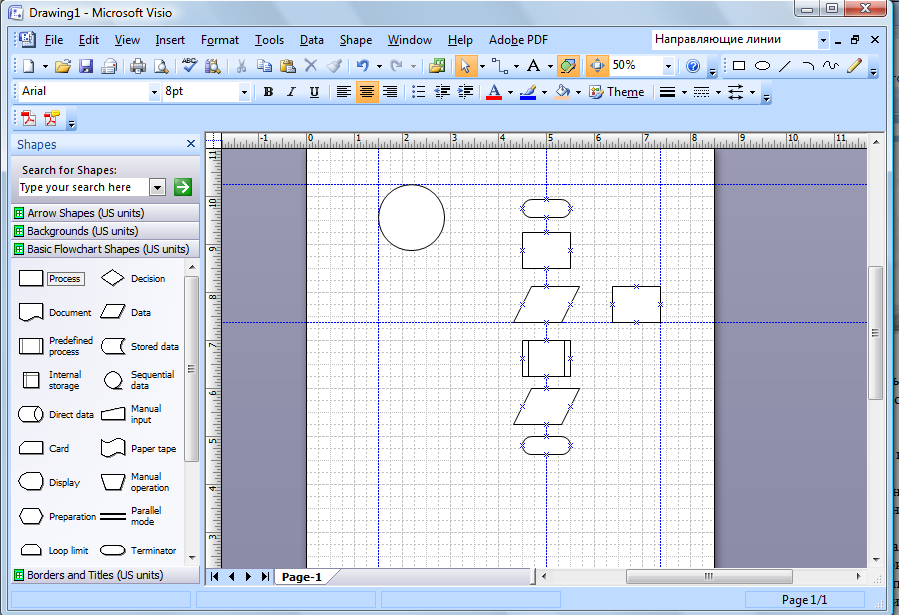 Drawing1 - Microsoft Visio
File Edit View Insert Format Tools Data Shape Window Help Adobe PDF Направляющие линии
ABC A 50%
Arial 8pt B I U A Theme
Shapes
Search for Shapes:
Type your search here
Arrow Shapes (US units)
Backgrounds (US units)
Basic Flowchart Shapes (US units)
Process Decision
Document Data
Predefined process Stored data
Internal storage Sequential data
Direct data Manual input
Card Paper tape
Display Manual operation
Preparation Parallel mode
Loop limit Terminator
Borders and Titles (US units)
-1 0 1 2 3 4 5 6 7 8 9 10 11
11
10
9
8
7
6
5
4
3
Page-1
Page 1/1